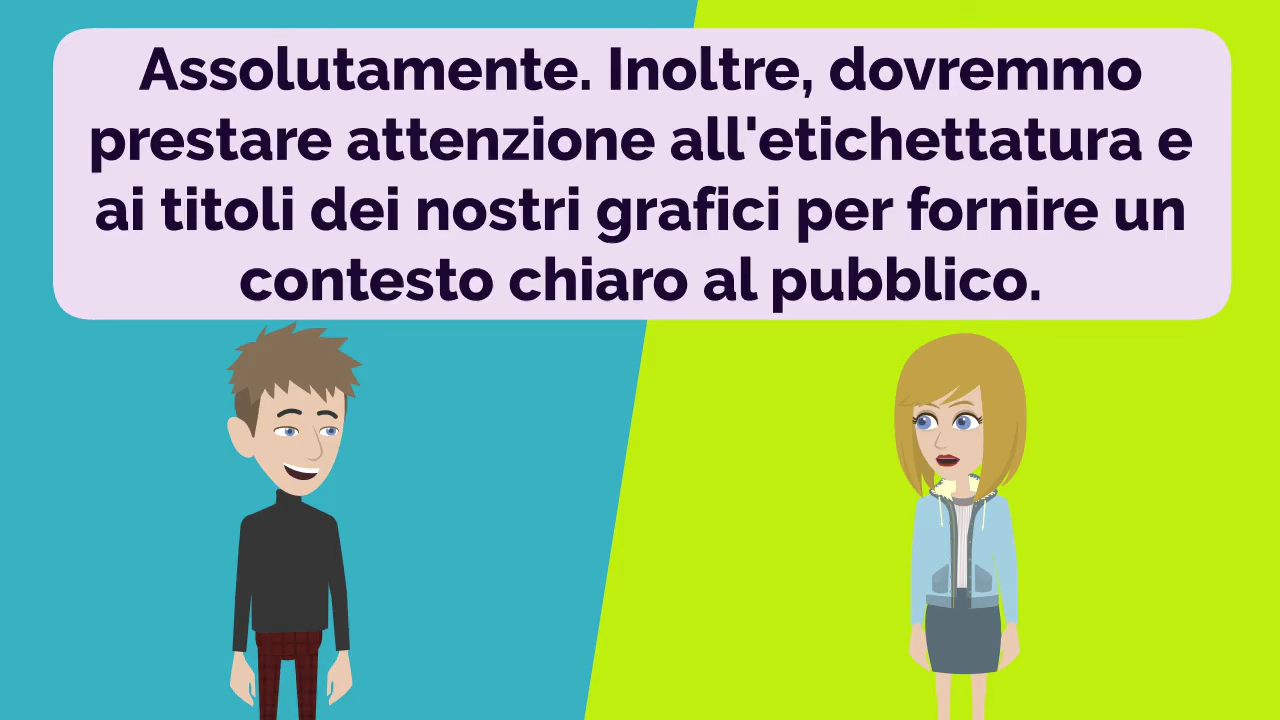 Assolutamente. Inoltre, dovremmo
prestare attenzione all'etichettatura e
ai titoli dei nostri grafici per fornire un
contesto chiaro al pubblico.